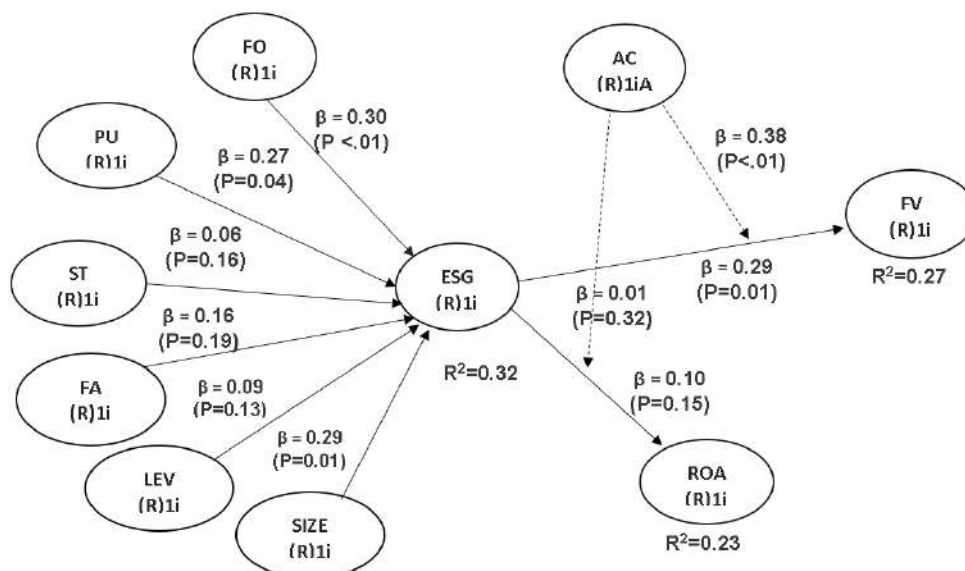 FO
(R)1i
AC
(R)1iA
PU
(R)1i
β = 0.30
(P <.01)
β = 0.27
(P=0.04)
β = 0.38
(P<.01)
FV
(R)1i
R²=0.27
ST
(R)1i
β = 0.06
(P=0.16)
ESG
(R)1i
R²=0.32
β = 0.29
(P=0.01)
β = 0.01
(P=0.32)
FA
(R)1i
β = 0.16
(P=0.19)
β = 0.09
(P=0.13)
β = 0.10
(P=0.15)
LEV
(R)1i
β = 0.29
(P=0.01)
SIZE
(R)1i
ROA
(R)1i
R²=0.23